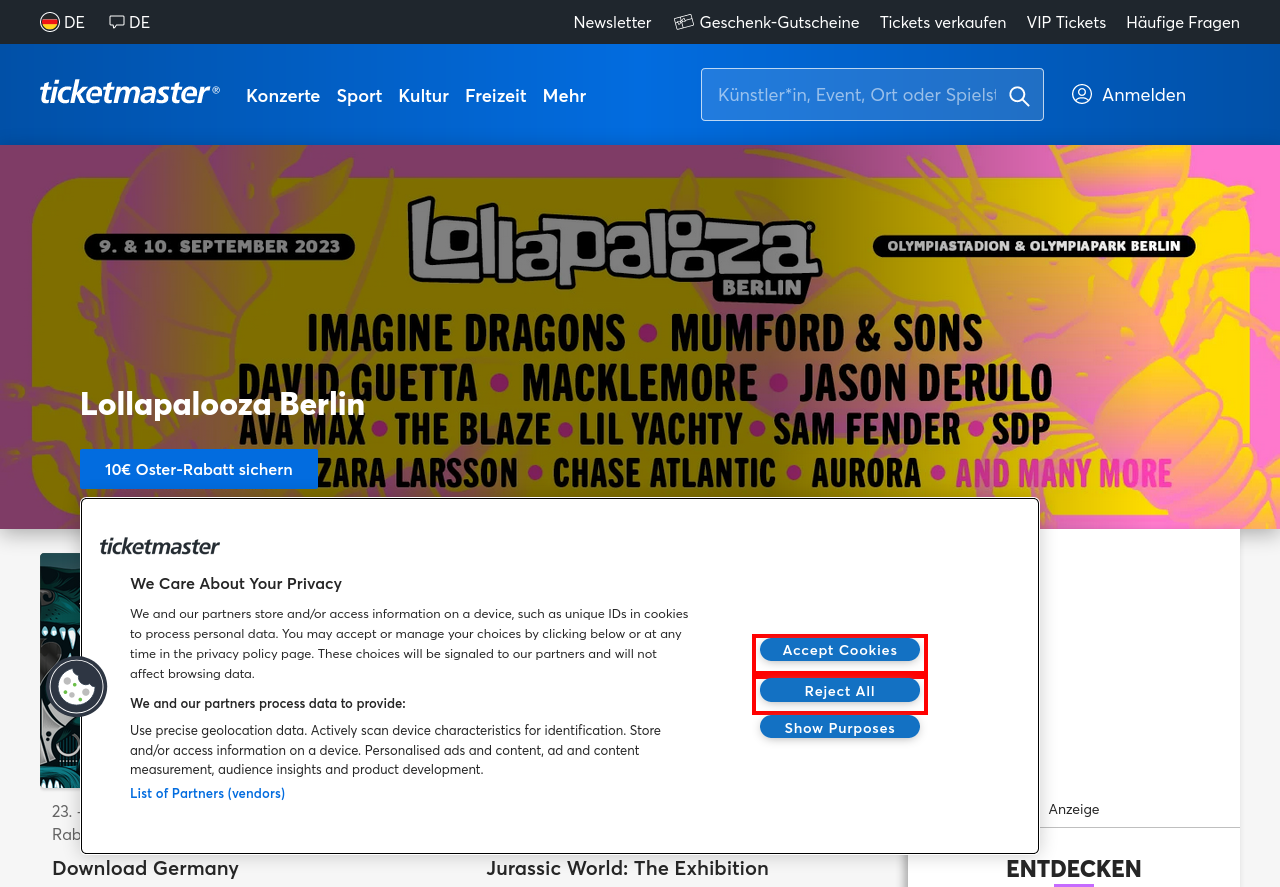 DE DE Newsletter Geschenk-Gutscheine Tickets verkaufen VIP Tickets Häufige Fragen
ticketmaster® Konzerte Sport Kultur Freizeit Mehr Künstler*in, Event, Ort oder Spielst Anmelden
9. & 10. SEPTEMBER 2023
Lollapalooza
BERLIN
OLYMPIASTADION & OLYMPIAPARK BERLIN
IMAGINE DRAGONS • MUMFORD & SONS
DAVID GUETTA • MACKLEMORE • JASON DERULO
Lollapalooza Berlin
AVA MAX • THE BLAZE • LIL YACHTY • SAM FENDER • SDP
10€ Oster-Rabatt sichern
ZARA LARSSON • CHASE ATLANTIC • AURORA • AND MANY MORE
ticketmaster
We Care About Your Privacy
We and our partners store and/or access information on a device, such as unique IDs in cookies
to process personal data. You may accept or manage your choices by clicking below or at any
time in the privacy policy page. These choices will be signaled to our partners and will not
affect browsing data.
We and our partners process data to provide:
Use precise geolocation data. Actively scan device characteristics for identification. Store
and/or access information on a device. Personalised ads and content, ad and content
measurement, audience insights and product development.
List of Partners (vendors)
Accept Cookies
Reject All
Show Purposes
23. -
Rab
Anzeige
Download Germany
Jurassic World: The Exhibition
ENTDECKEN